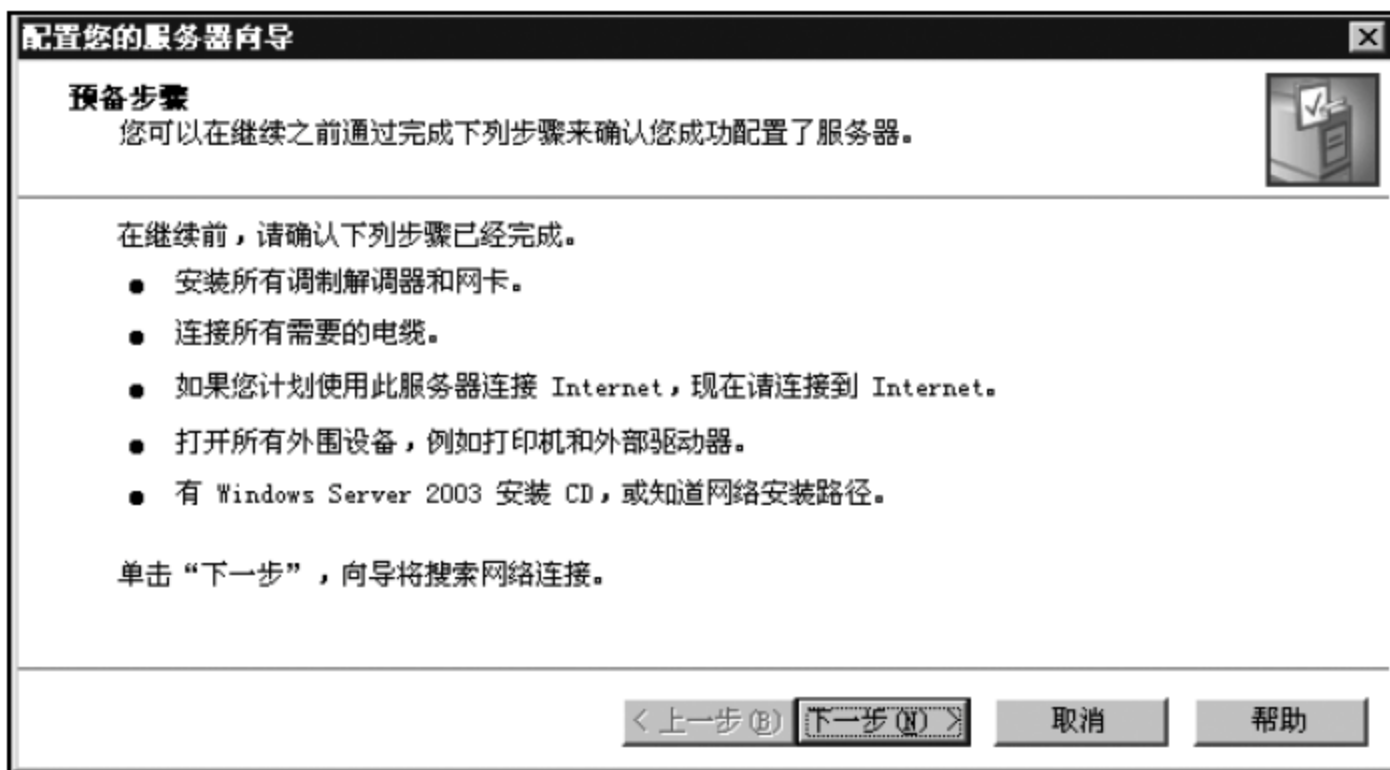 配置您的服务器向导
预备步骤
您可以在继续之前通过完成下列步骤来确认您成功配置了服务器。
在继续前，请确认下列步骤已经完成。
● 安装所有调制解调器和网卡。
● 连接所有需要的电缆。
● 如果您计划使用此服务器连接 Internet，现在请连接到 Internet。
● 打开所有外围设备，例如打印机和外部驱动器。
● 有 Windows Server 2003 安装 CD，或知道网络安装路径。
单击“下一步”，向导将搜索网络连接。
< 上一步(B) 下一步(N) > 取消 帮助